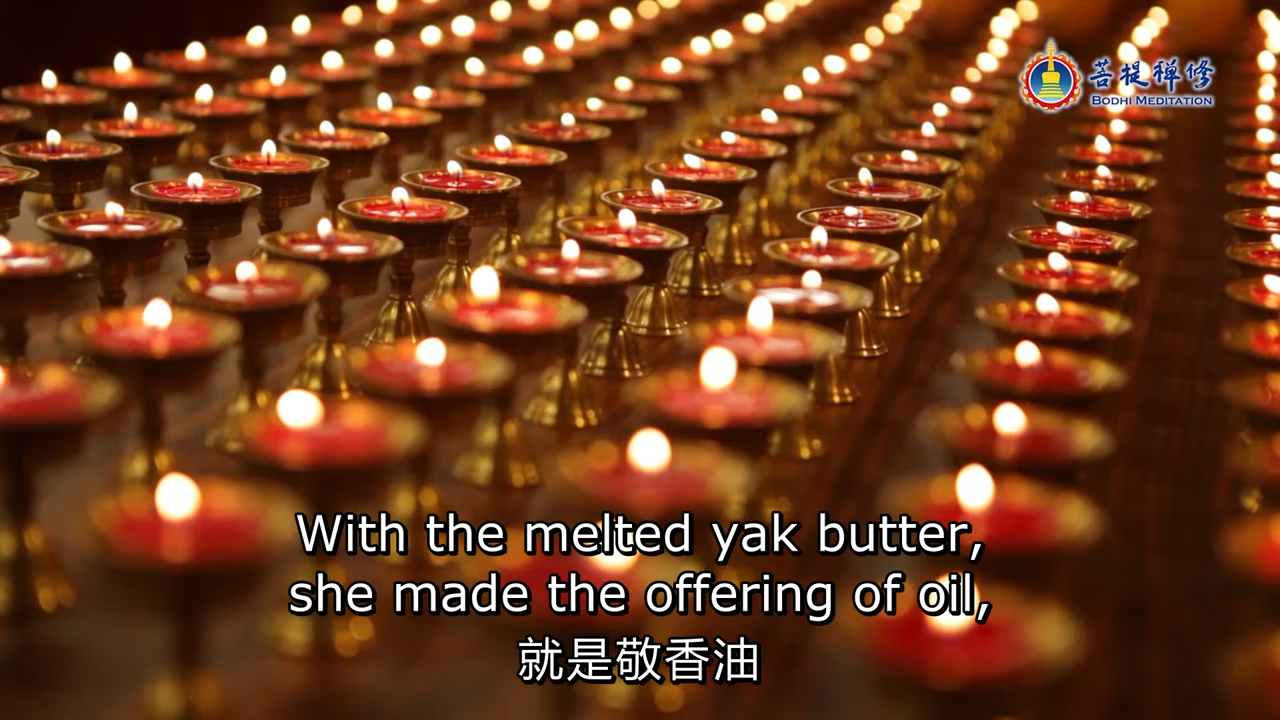 菩提禅修
BODHI MEDITATION
With the melted yak butter,
she made the offering of oil,
就是敬香油